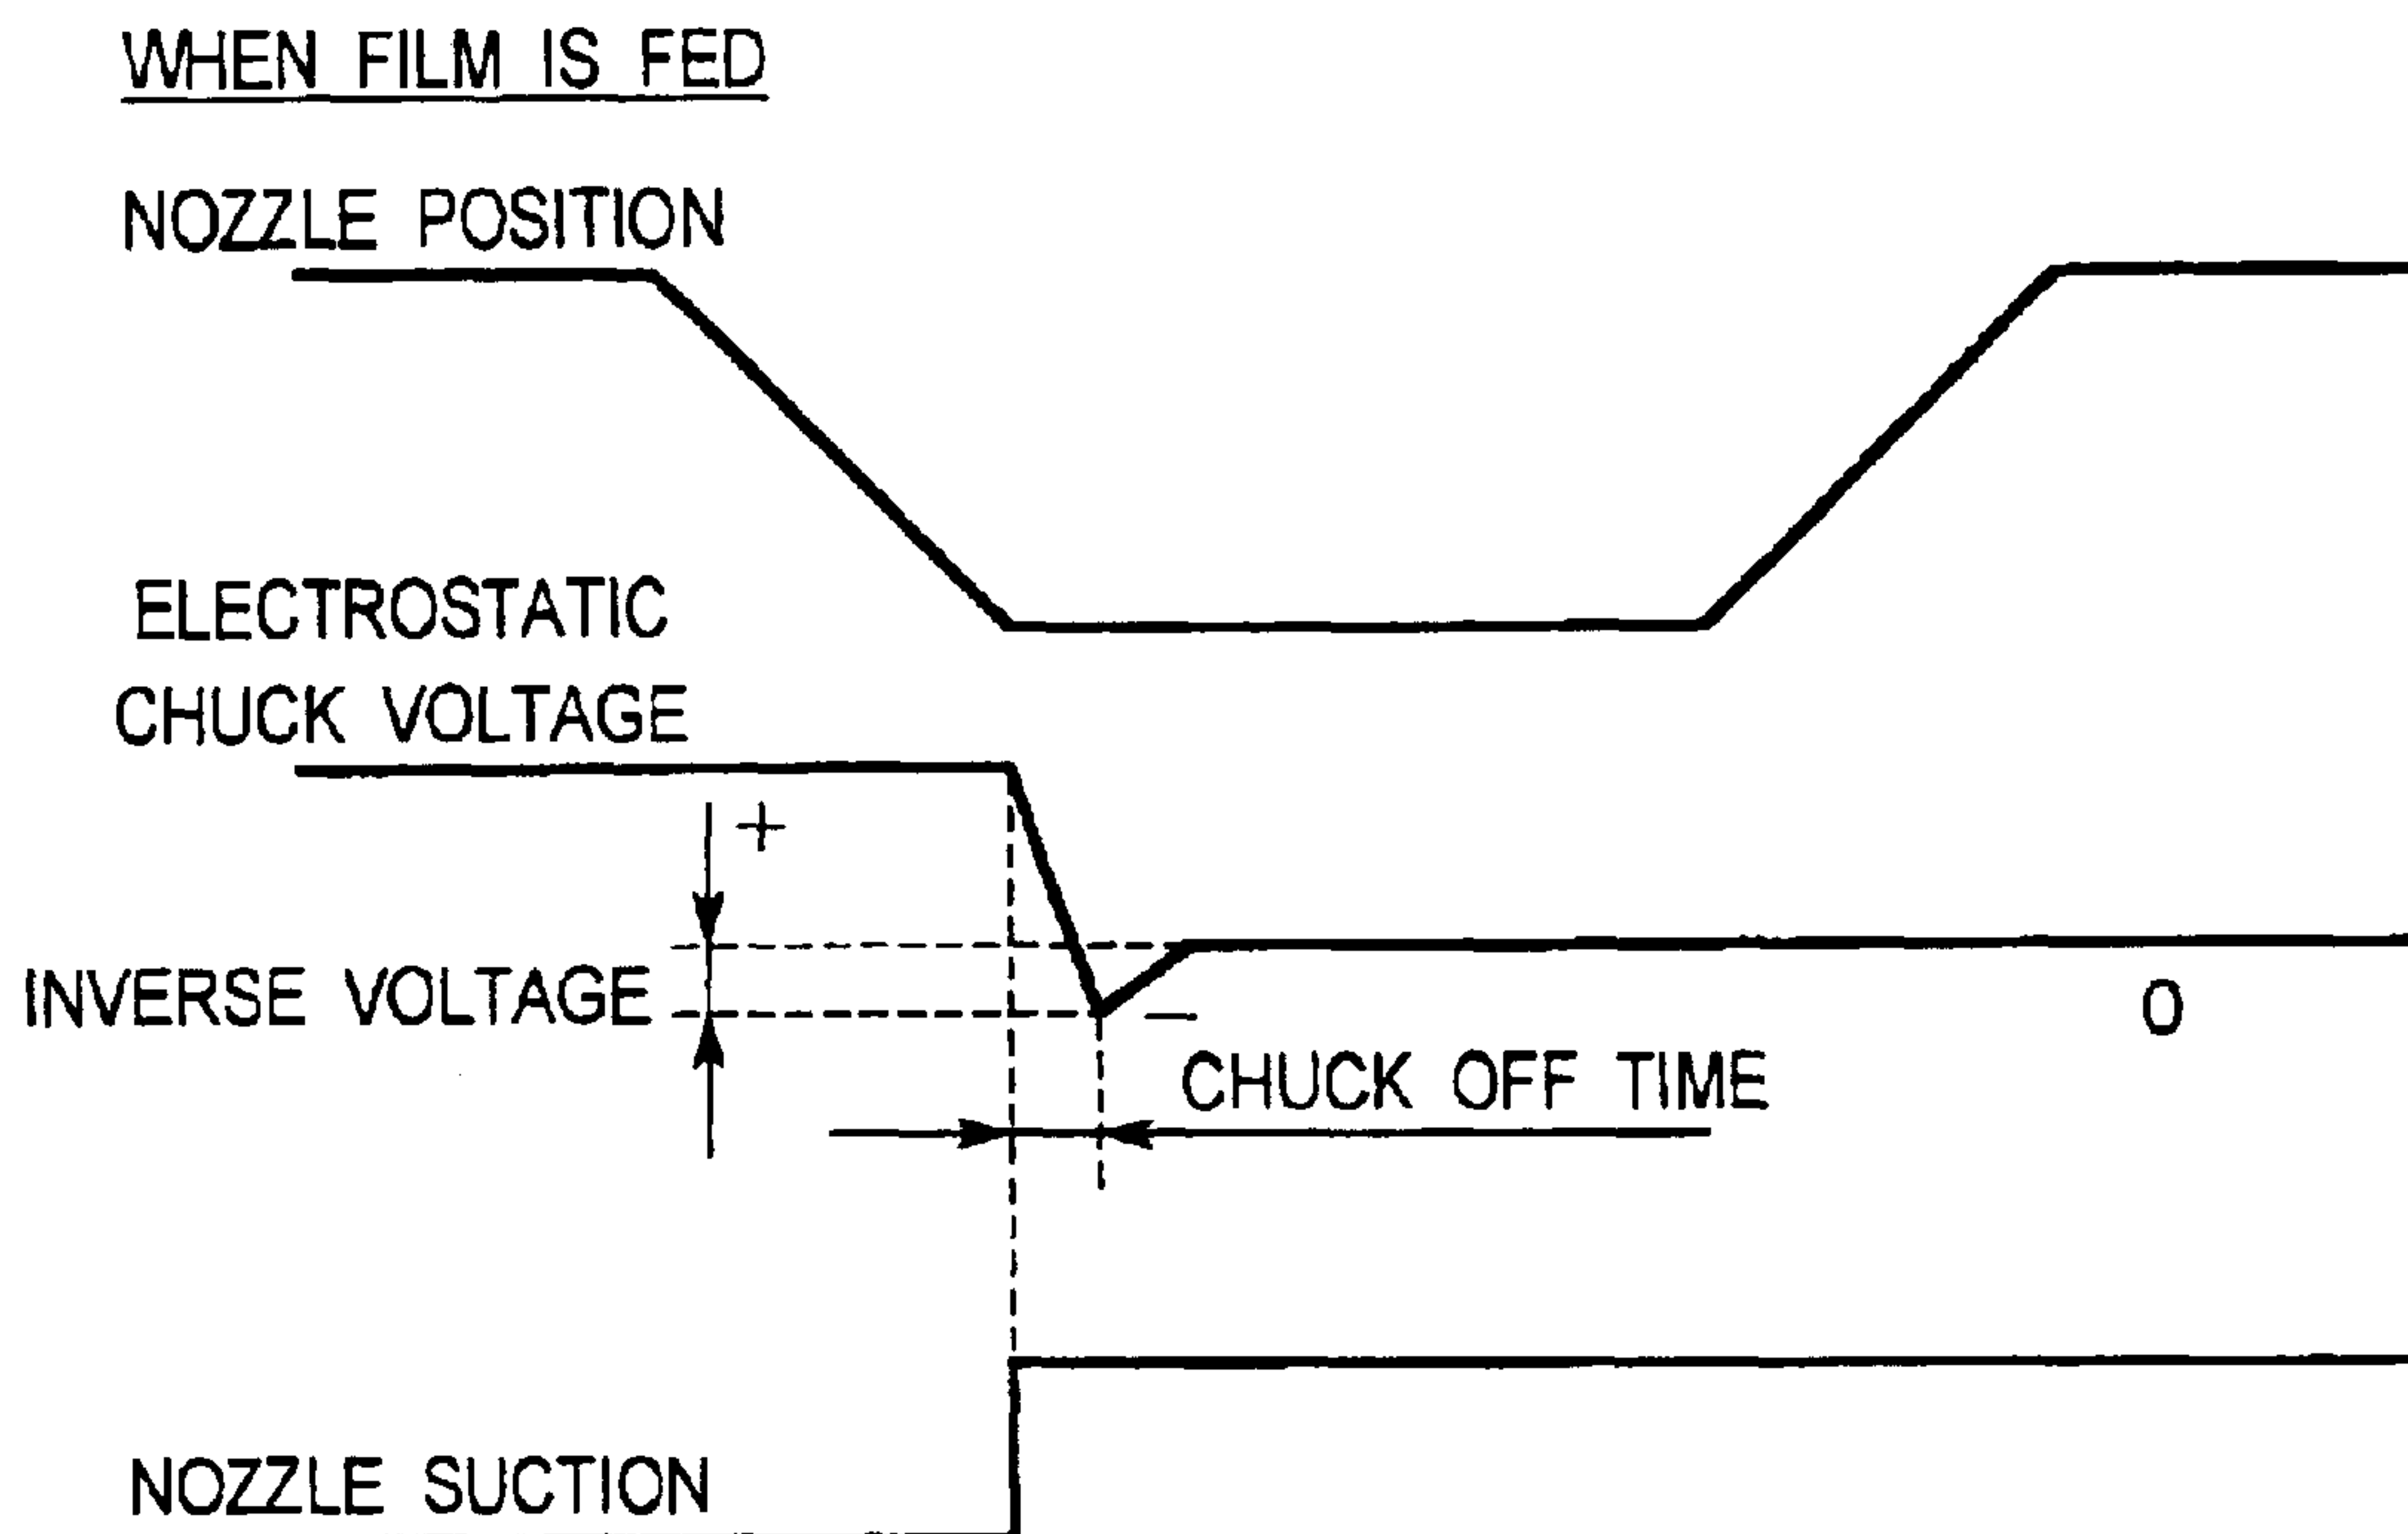 WHEN FILM IS FED
NOZZLE POSITION
ELECTROSTATIC
CHUCK VOLTAGE
+
INVERSE VOLTAGE
−
0
CHUCK OFF TIME
NOZZLE SUCTION